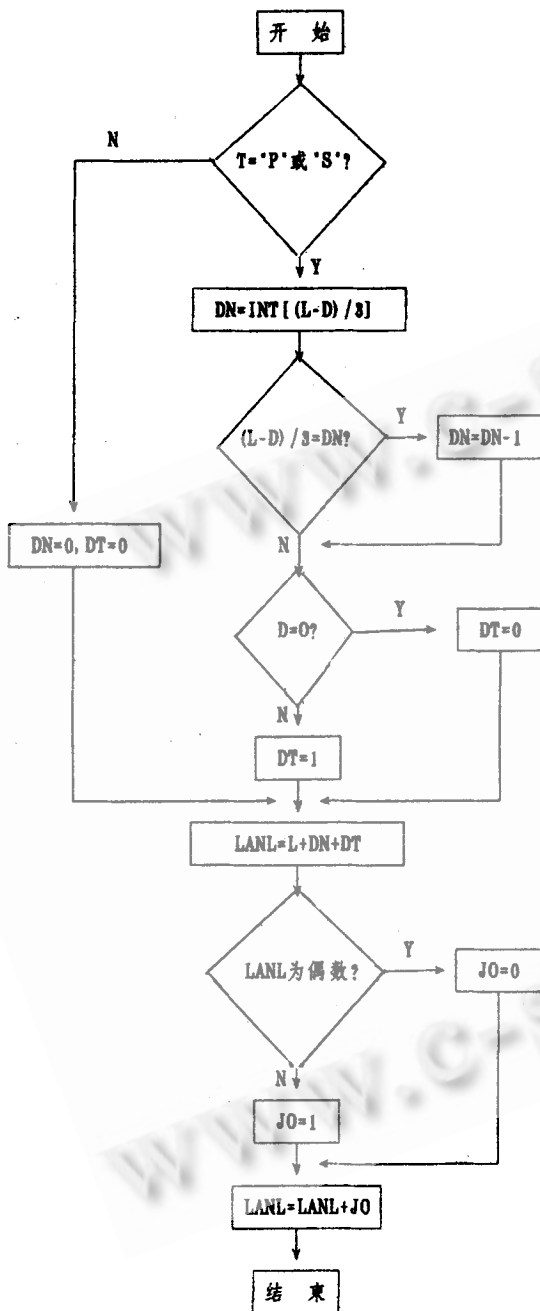 开 始
N
T="P"或"S"?
Y
DN=INT[(L-D)/3]
(L-D)/3=DN?
Y
DN=DN-1
N
DN=0,DT=0
D=0?
Y
DT=0
N
DT=1
LANL=L+DN+DT
LANL为偶数?
Y
JO=0
N
JO=1
LANL=LANL+JO
结 束
www.c-s
www.c-s